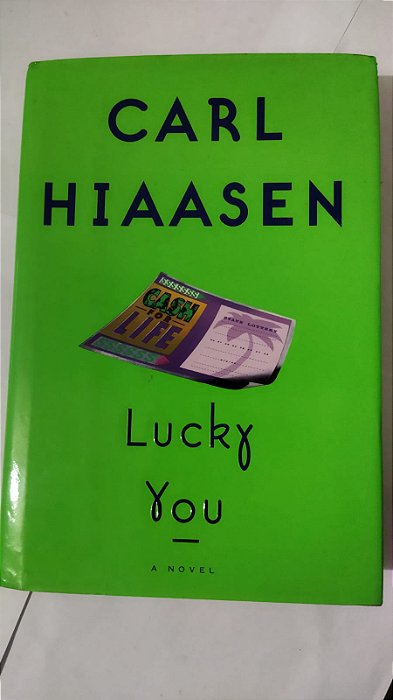 CARL
HIAASEN
CASH
FOR
LIFE
STATE LOTTERY
Lucky
You
A NOVEL